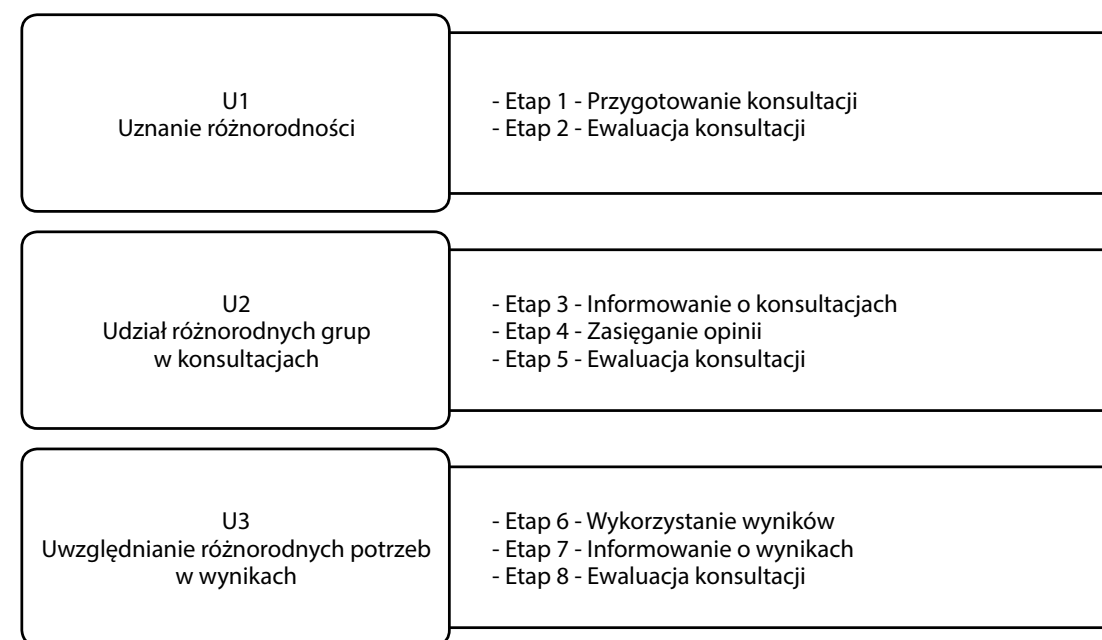 U1
Uznanie różnorodności
- Etap 1 - Przygotowanie konsultacji
- Etap 2 - Ewaluacja konsultacji
U2
Udział różnorodnych grup
w konsultacjach
- Etap 3 - Informowanie o konsultacjach
- Etap 4 - Zasięganie opinii
- Etap 5 - Ewaluacja konsultacji
U3
Uwzględnianie różnorodnych potrzeb
w wynikach
- Etap 6 - Wykorzystanie wyników
- Etap 7 - Informowanie o wynikach
- Etap 8 - Ewaluacja konsultacji